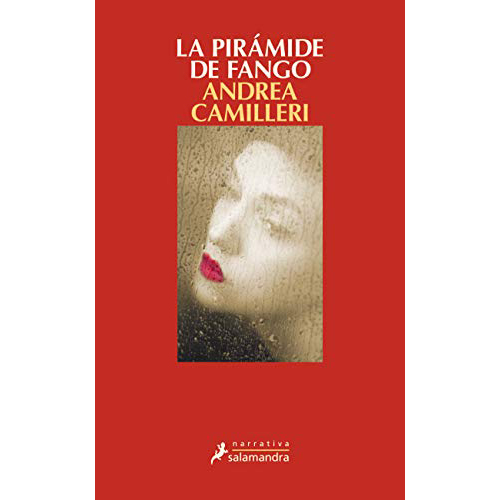 LA PIRÁMIDE
DE FANGO
ANDREA
CAMILLERI
narrativa
salamandra